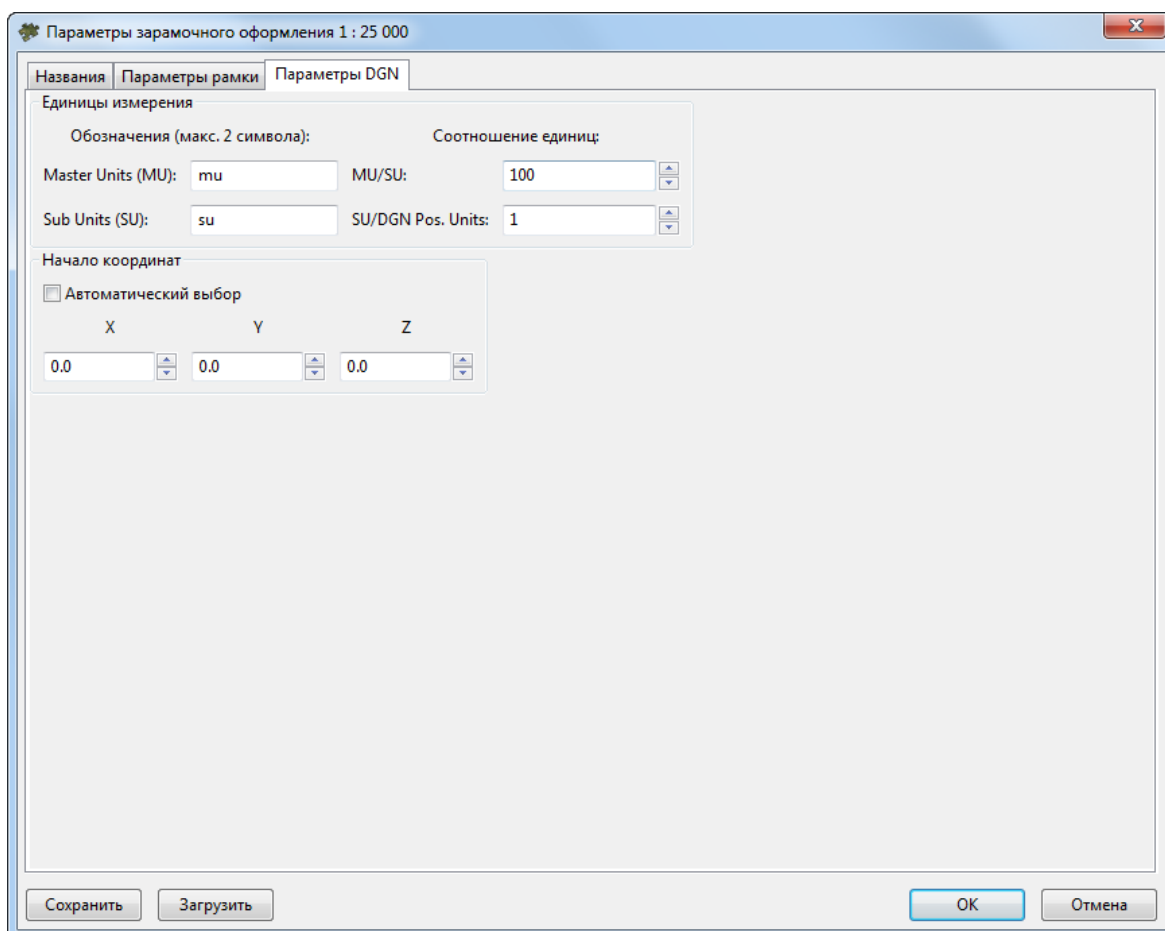 Параметры зарамочного оформления 1 : 25 000
Названия Параметры рамки Параметры DGN
Единицы измерения
Обозначения (макс. 2 символа): Соотношение единиц:
Master Units (MU): mu MU/SU: 100
Sub Units (SU): su SU/DGN Pos. Units: 1
Начало координат
Автоматический выбор
X Y Z
0.0 0.0 0.0
Сохранить Загрузить OK Отмена